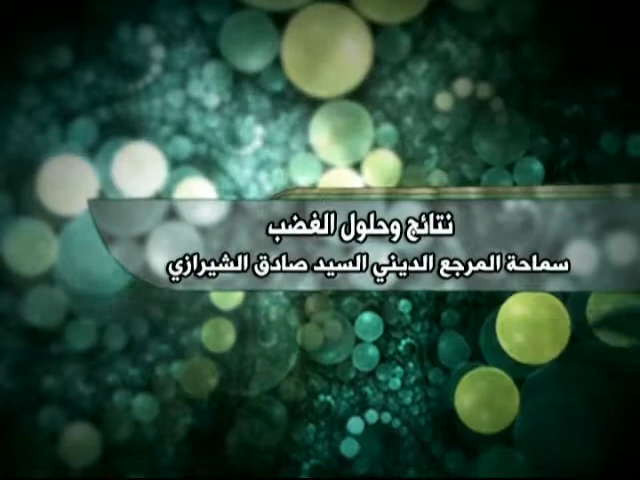 نتائج وحلول الغضب
سماحة المرجع الديني السيد صادق الشيرازي